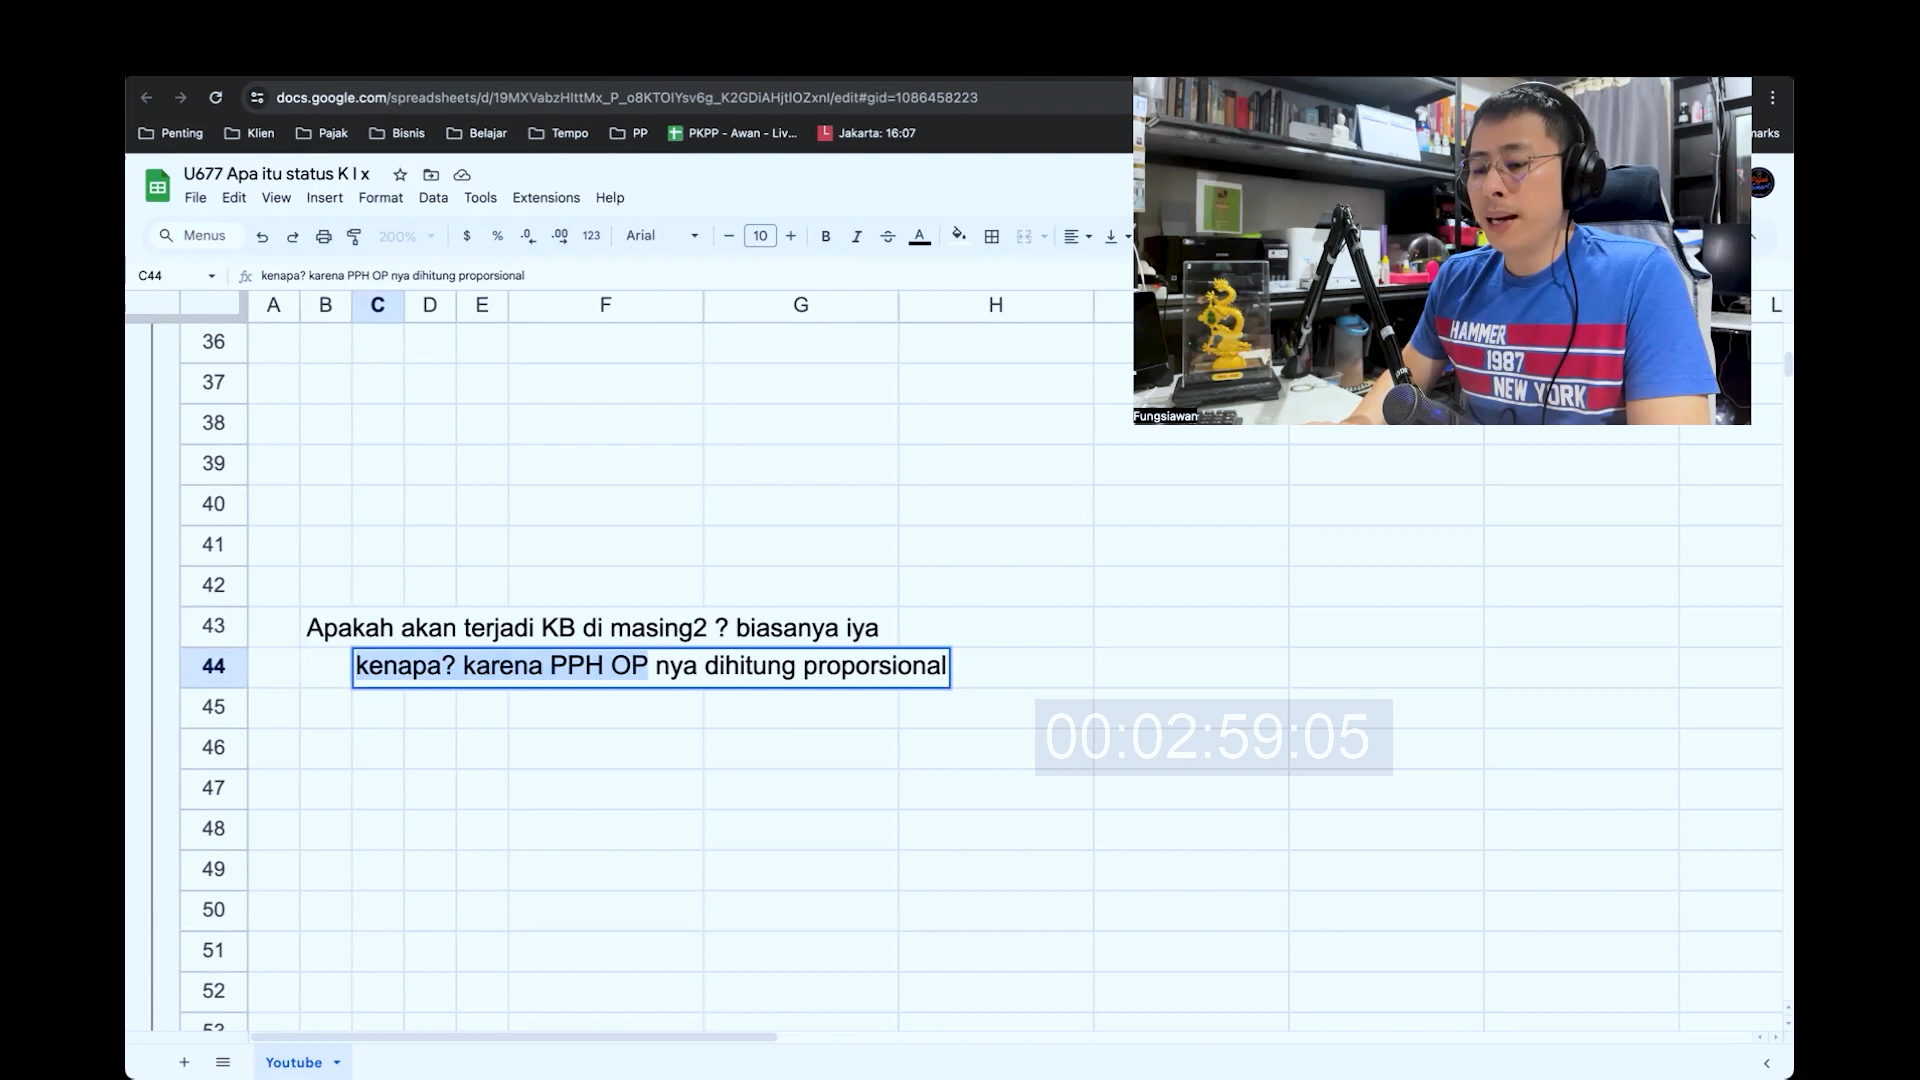 docs.google.com/spreadsheets/d/19MXVabzHIttMx_P_o8KTOIYsv6g_K2GDiAHjtIOZxnI/edit#gid=1086458223
Penting Klien Pajak Bisnis Belajar Tempo PP PKPP - Awan - Liv... Jakarta: 16:07 marks
U677 Apa itu status K I x
File Edit View Insert Format Data Tools Extensions Help
Menus 200% $ % .0 .00 123 Arial 10 B I A
C44 fx kenapa? karena PPH OP nya dihitung proporsional
A B C D E F G H L
HAMMER
1987
NEW YORK
Fungsiawan
36
37
38
39
40
41
42
43 Apakah akan terjadi KB di masing2 ? biasanya iya
44 kenapa? karena PPH OP nya dihitung proporsional
45
00:02:59:05
46
47
48
49
50
51
52
53
Youtube